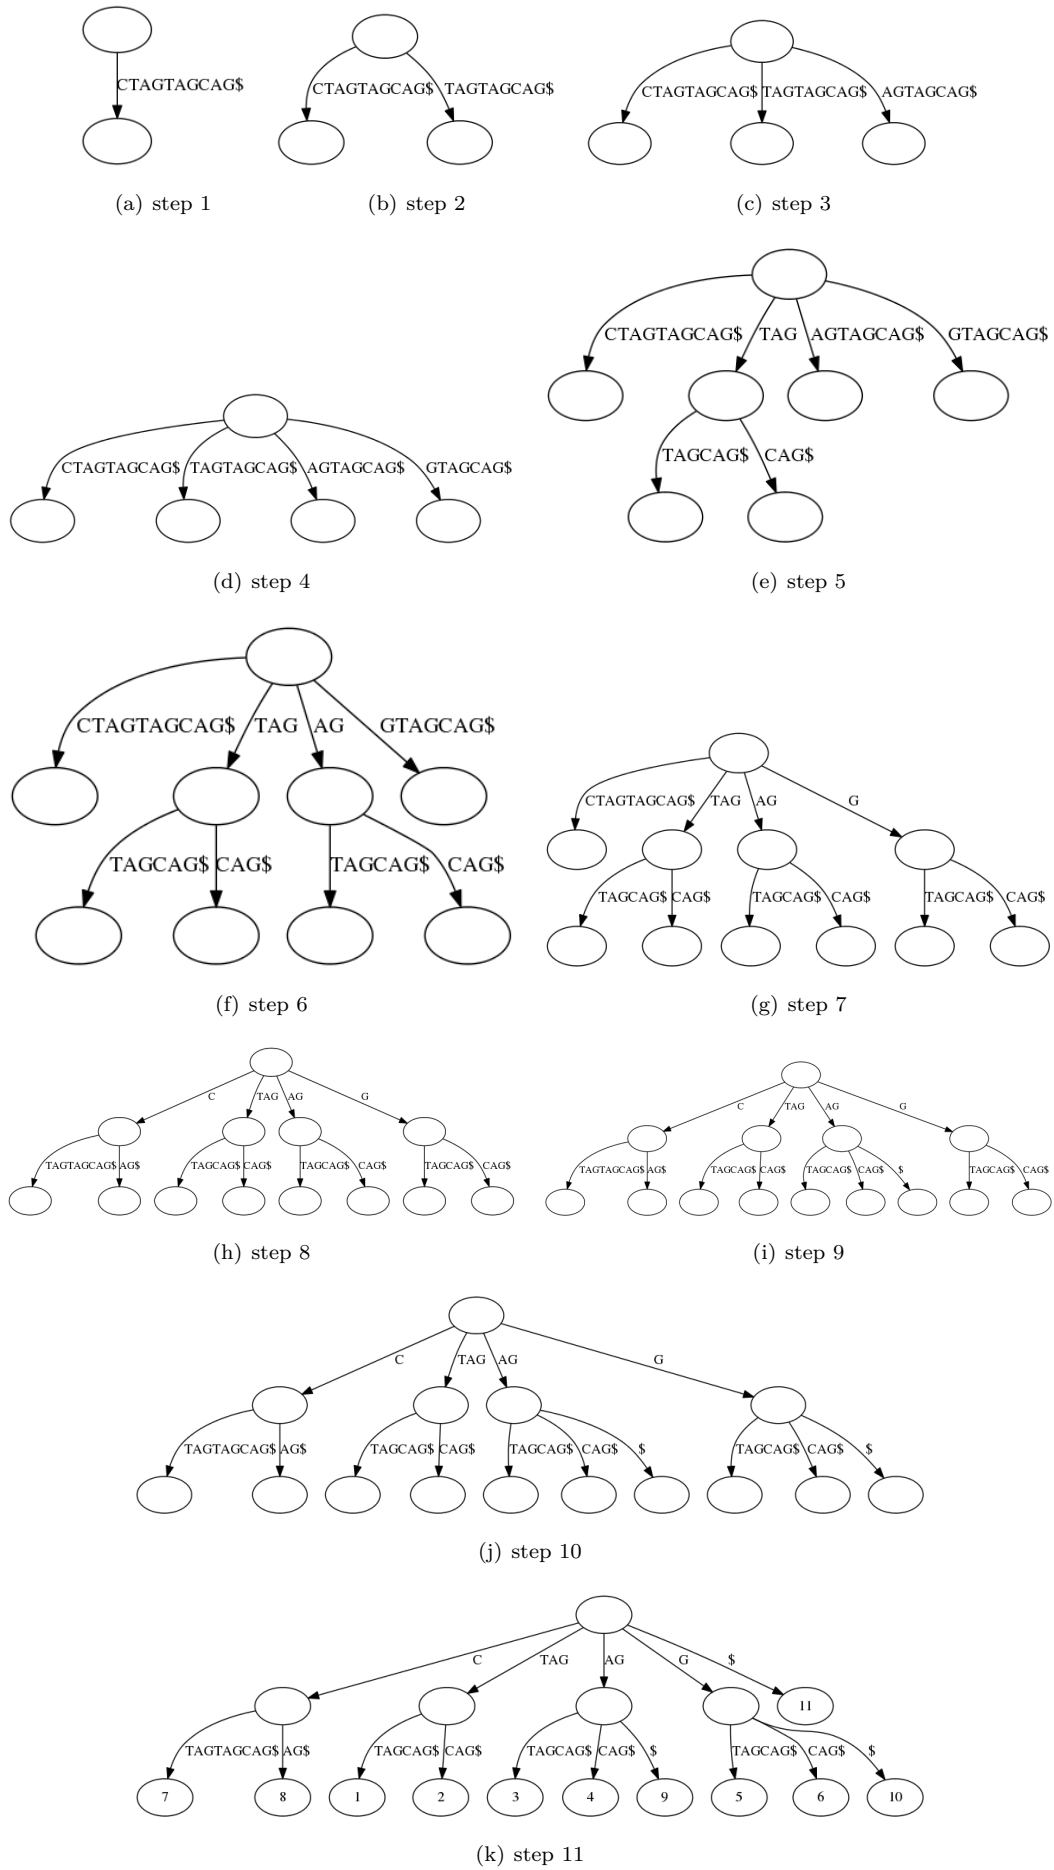 CTAGTAGCAG$
(a) step 1
CTAGTAGCAG$ TAGTAGCAG$
(b) step 2
CTAGTAGCAG$ TAGTAGCAG$ AGTAGCAG$
(c) step 3
CTAGTAGCAG$ TAGTAGCAG$ AGTAGCAG$ GTAGCAG$
(d) step 4
CTAGTAGCAG$ TAG AGTAGCAG$ GTAGCAG$
TAGCAG$ CAG$
(e) step 5
CTAGTAGCAG$ TAG AG GTAGCAG$
TAGCAG$ CAG$ TAGCAG$ CAG$
(f) step 6
CTAGTAGCAG$ TAG AG G
TAGCAG$ CAG$ TAGCAG$ CAG$ TAGCAG$ CAG$
(g) step 7
C TAG AG G
TAGTAGCAG$ AG$ TAGCAG$ CAG$ TAGCAG$ CAG$ TAGCAG$ CAG$
(h) step 8
C TAG AG G
TAGTAGCAG$ AG$ TAGCAG$ CAG$ TAGCAG$ CAG$ $ TAGCAG$ CAG$
(i) step 9
C TAG AG G
TAGTAGCAG$ AG$ TAGCAG$ CAG$ TAGCAG$ CAG$ $ TAGCAG$ CAG$ $
(j) step 10
C TAG AG G $
11
TAGTAGCAG$ AG$ TAGCAG$ CAG$ TAGCAG$ CAG$ $ TAGCAG$ CAG$ $
7 8 1 2 3 4 9 5 6 10
(k) step 11